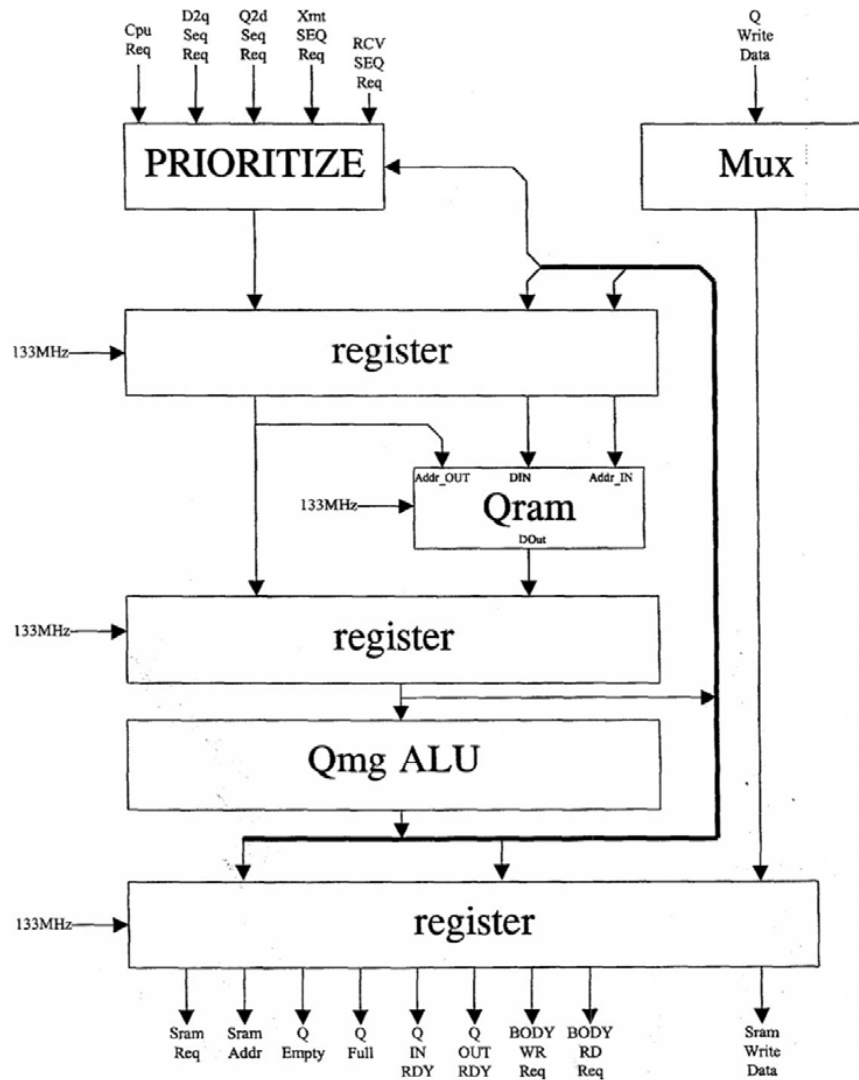 Cpu
Req
D2q
Seq
Req
Q2d
Seq
Req
Xmt
SEQ
Req
RCV
SEQ
Req
Q
Write
Data
PRIORITIZE
Mux
133MHz
register
Addr_OUT
DIN
Addr_IN
133MHz
Qram
DOut
133MHz
register
Qmg ALU
133MHz
register
Sram
Req
Sram
Addr
Q
Empty
Q
Full
Q
IN
RDY
Q
OUT
RDY
BODY
WR
Req
BODY
RD
Req
Sram
Write
Data